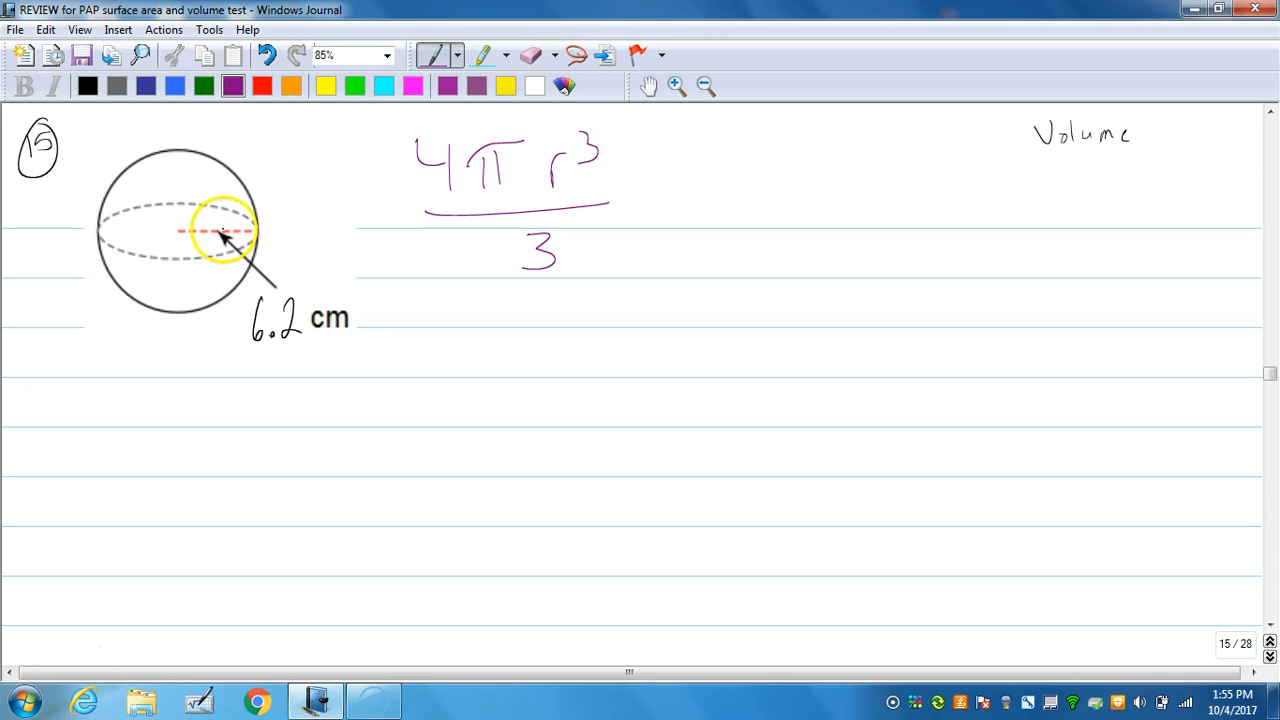 REVIEW for PAP surface area and volume test - Windows Journal
File Edit View Insert Actions Tools Help
85%
B I
15
Volume
4π r³
3
6.2 cm
15 / 28
1:55 PM
10/4/2017